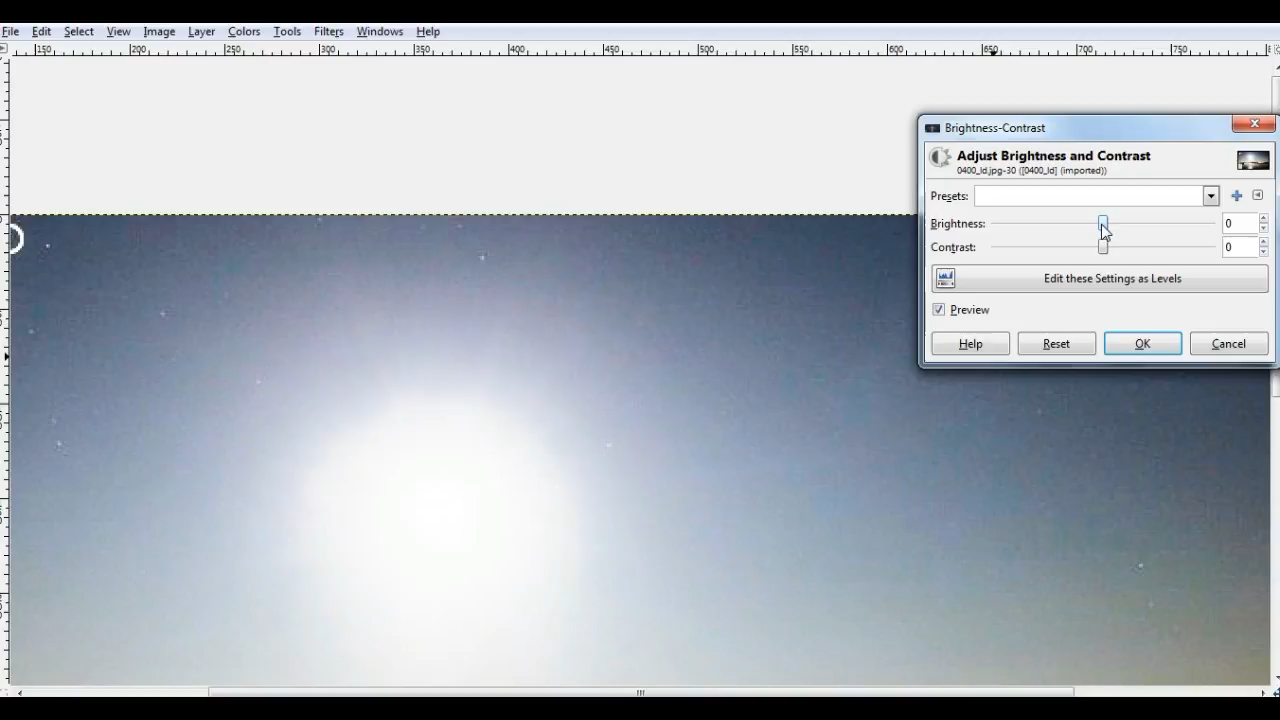 File Edit Select View Image Layer Colors Tools Filters Windows Help
150 200 250 300 350 400 450 500 550 600 650 700 750
Brightness-Contrast
Adjust Brightness and Contrast
0400_ld.jpg-30 ([0400_ld] (imported))
Presets:
Brightness: 0
Contrast: 0
Edit these Settings as Levels
Preview
Help Reset OK Cancel